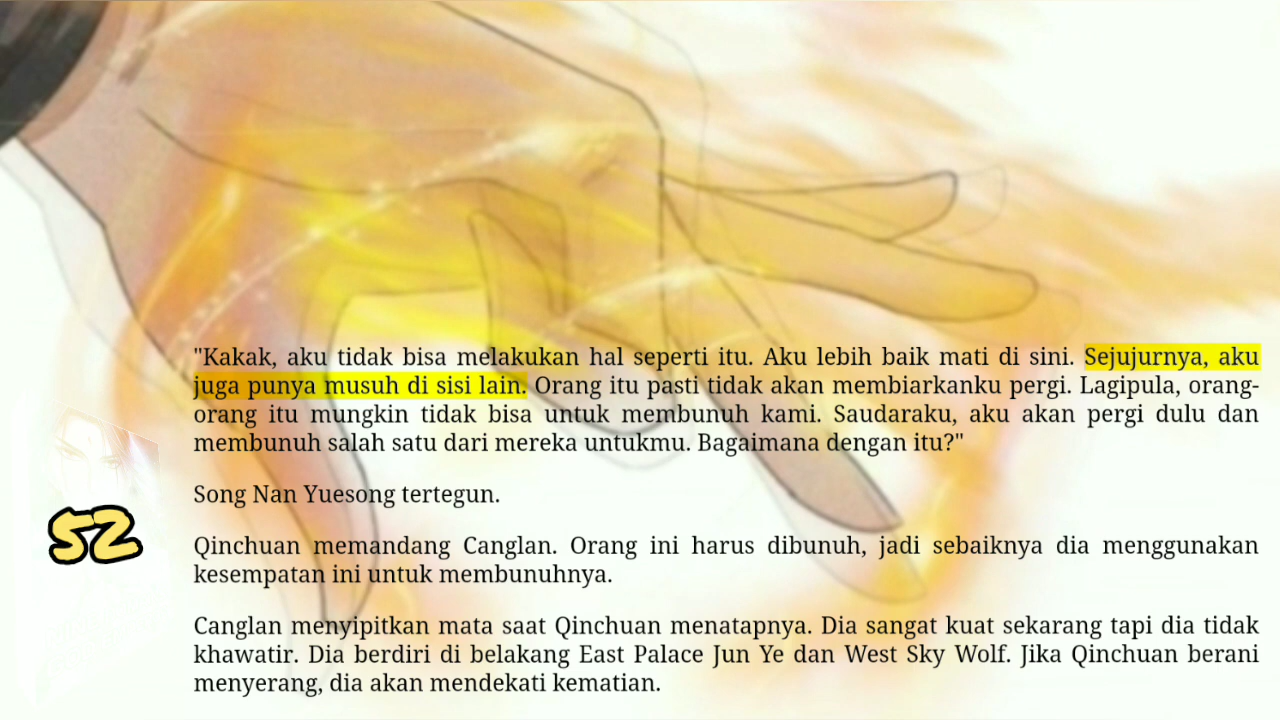 "Kakak, aku tidak bisa melakukan hal seperti itu. Aku lebih baik mati di sini. Sejujurnya, aku
juga punya musuh di sisi lain. Orang itu pasti tidak akan membiarkanku pergi. Lagipula, orang-
orang itu mungkin tidak bisa untuk membunuh kami. Saudaraku, aku akan pergi dulu dan
membunuh salah satu dari mereka untukmu. Bagaimana dengan itu?"
Song Nan Yuesong tertegun.
Qinchuan memandang Canglan. Orang ini harus dibunuh, jadi sebaiknya dia menggunakan
kesempatan ini untuk membunuhnya.
Canglan menyipitkan mata saat Qinchuan menatapnya. Dia sangat kuat sekarang tapi dia tidak
khawatir. Dia berdiri di belakang East Palace Jun Ye dan West Sky Wolf. Jika Qinchuan berani
menyerang, dia akan mendekati kematian.